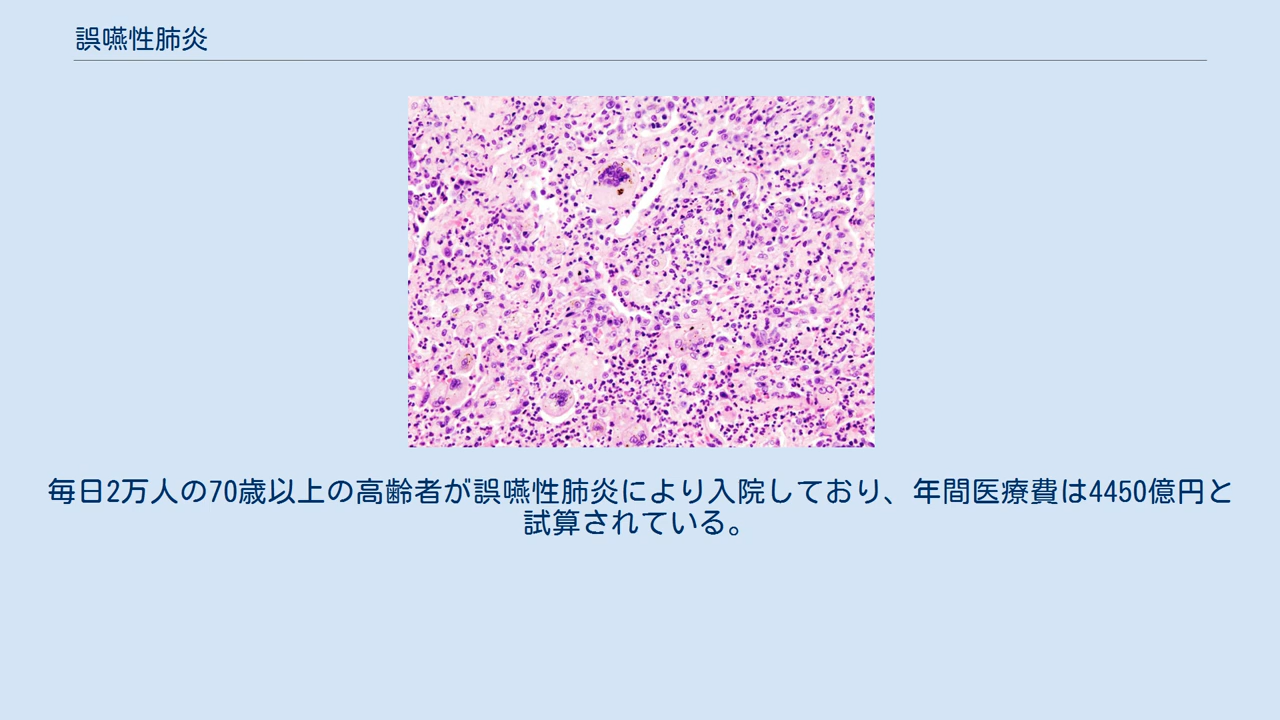 誤嚥性肺炎
毎日2万人の70歳以上の高齢者が誤嚥性肺炎により入院しており、年間医療費は4450億円と
試算されている。